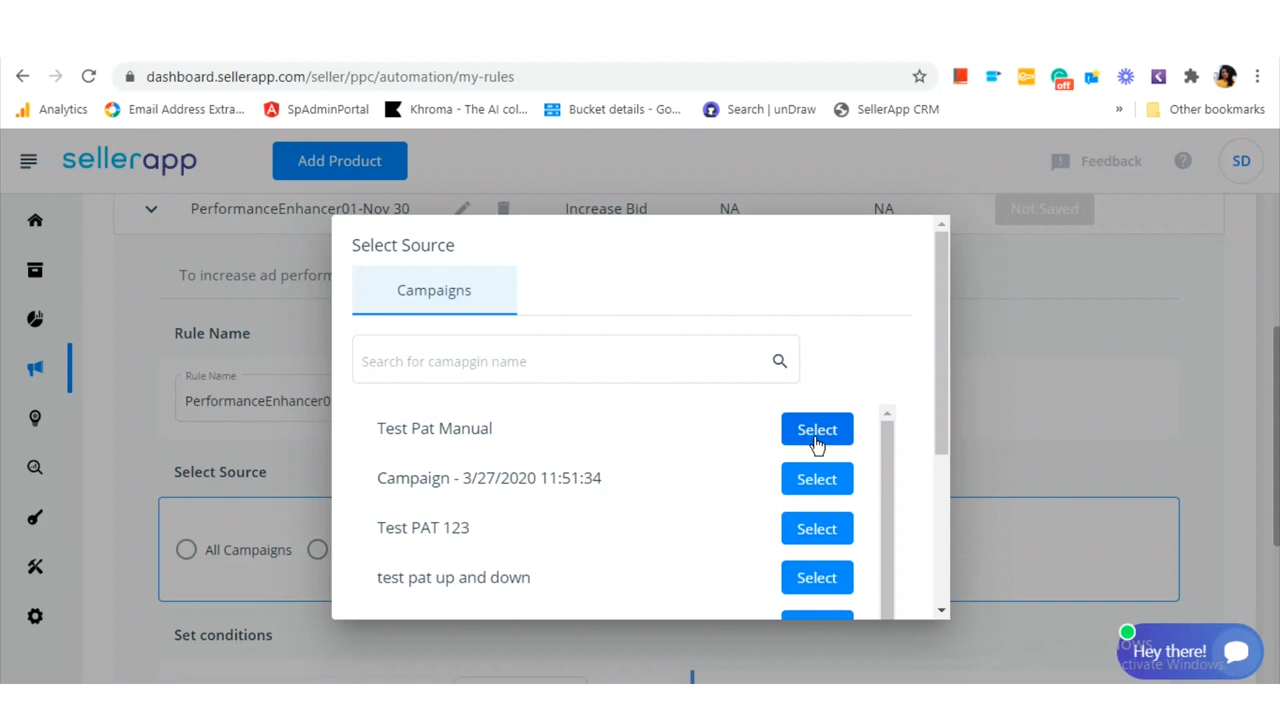 dashboard.sellerapp.com/seller/ppc/automation/my-rules
off
Analytics Email Address Extra... SpAdminPortal Khroma - The AI col... Bucket details - Go... Search | unDraw SellerApp CRM » Other bookmarks
sellerapp Add Product Feedback ? SD
PerformanceEnhancer01-Nov 30 Increase Bid NA NA Not Saved
Select Source
To increase ad perforr
Campaigns
Rule Name
Search for camapgin name
Rule Name
PerformanceEnhancer0
Test Pat Manual Select
Select Source
Campaign - 3/27/2020 11:51:34 Select
Test PAT 123 Select
All Campaigns
test pat up and down Select
Set conditions
Hey there!
ctivate Windows